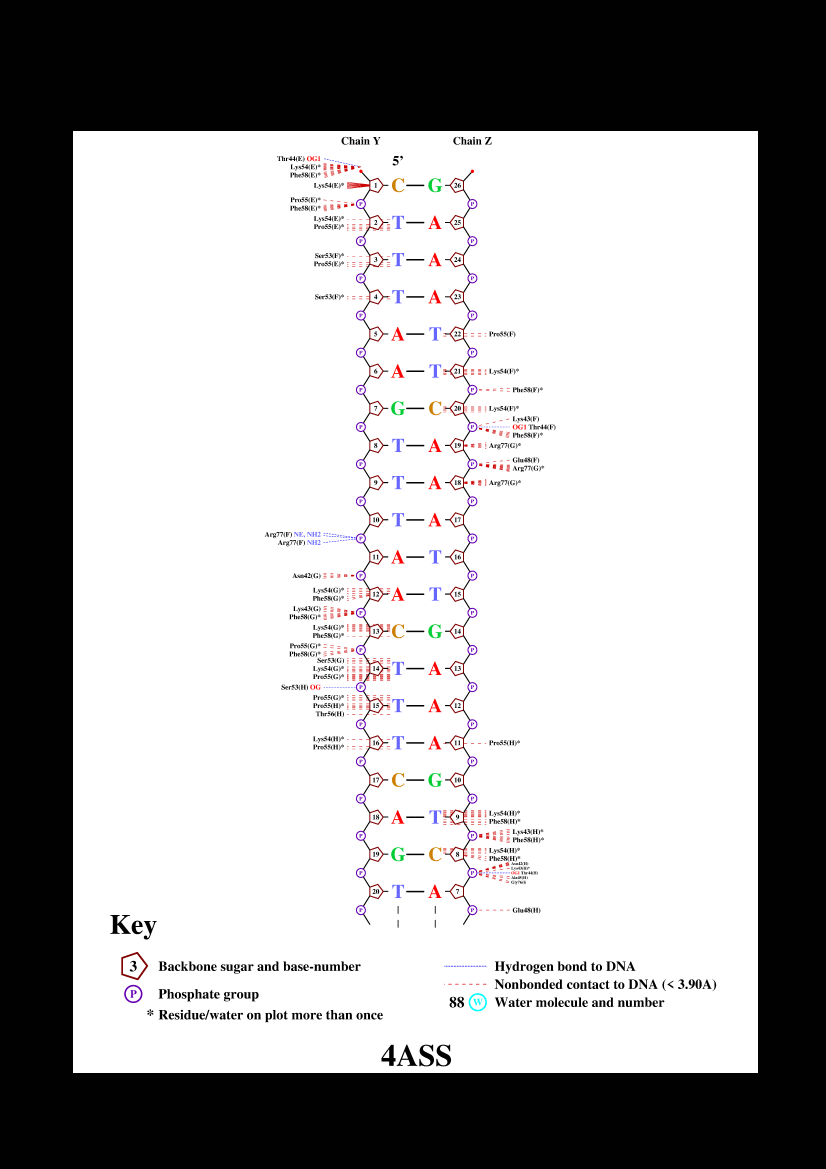 Chain Y Chain Z
5’
Thr44(E) OG1
Lys54(E)*
Phe58(E)*
Lys54(E)* 1 C G 26
Pro55(E)* P P
Phe58(E)*
Lys54(E)* 2 T A 25
Pro55(E)*
P P
Ser53(F)* 3 T A 24
Pro55(E)*
P P
Ser53(F)* 4 T A 23
P P
5 A T 22 Pro55(F)
P P
6 A T 21 Lys54(F)*
P P Phe58(F)*
7 G C 20 Lys54(F)*
Lys43(F)
P P OG1 Thr44(F)
Phe58(F)*
8 T A 19 Arg77(G)*
Glu48(F)
P P Arg77(G)*
9 T A 18 Arg77(G)*
P P
10 T A 17
Arg77(F) NE, NH2 P P
Arg77(F) NH2
11 A T 16
Asn42(G) P P
Lys54(G)* 12 A T 15
Phe58(G)*
Lys43(G) P P
Phe58(G)*
Lys54(G)* 13 C G 14
Phe58(G)*
Pro55(G)* P P
Phe58(G)*
Ser53(G)
Lys54(G)* 14 T A 13
Pro55(G)*
Ser53(H) OG P P
Pro55(G)*
Pro55(H)* 15 T A 12
Thr56(H)
P P
Lys54(H)* 16 T A 11 Pro55(H)*
Pro55(H)*
P P
17 C G 10
P P
18 A T 9 Lys54(H)*
Phe58(H)*
P P Lys43(H)*
Phe58(H)*
19 G C 8 Lys54(H)*
Phe58(H)*
P P OG1 Thr44(H)
20 T A 7
P P Glu48(H)
Key
3 Backbone sugar and base-number Hydrogen bond to DNA
Nonbonded contact to DNA (< 3.90A)
P Phosphate group
88 W Water molecule and number
* Residue/water on plot more than once
4ASS